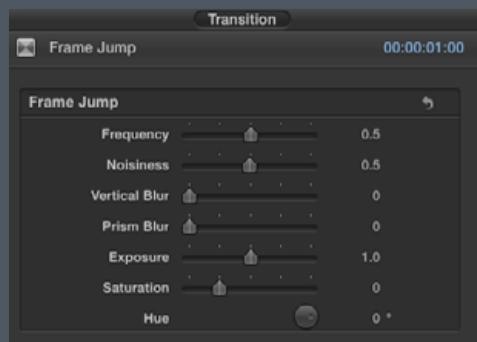 Transition
Frame Jump 00:00:01:00
Frame Jump
Frequency 0.5
Noisiness 0.5
Vertical Blur 0
Prism Blur 0
Exposure 1.0
Saturation 0
Hue 0 °